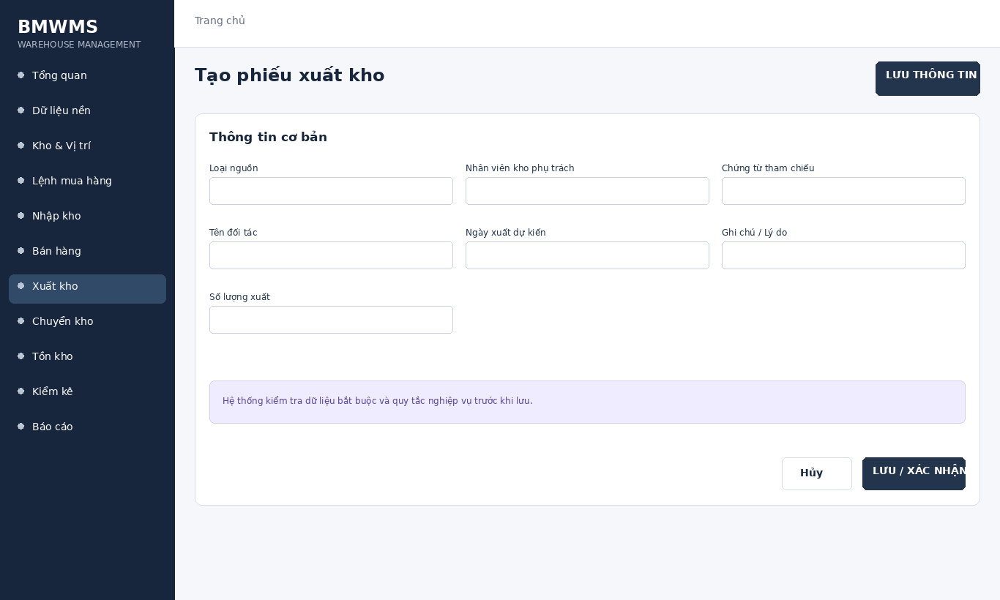 BMWMS
WAREHOUSE MANAGEMENT
Tổng quan
Dữ liệu nền
Kho & Vị trí
Lệnh mua hàng
Nhập kho
Bán hàng
Xuất kho
Chuyển kho
Tồn kho
Kiểm kê
Báo cáo
Trang chủ
Tạo phiếu xuất kho
LƯU THÔNG TIN
Thông tin cơ bản
Loại nguồn
Nhân viên kho phụ trách
Chứng từ tham chiếu
Tên đối tác
Ngày xuất dự kiến
Ghi chú / Lý do
Số lượng xuất
Hệ thống kiểm tra dữ liệu bắt buộc và quy tắc nghiệp vụ trước khi lưu.
Hủy
LƯU / XÁC NHẬN